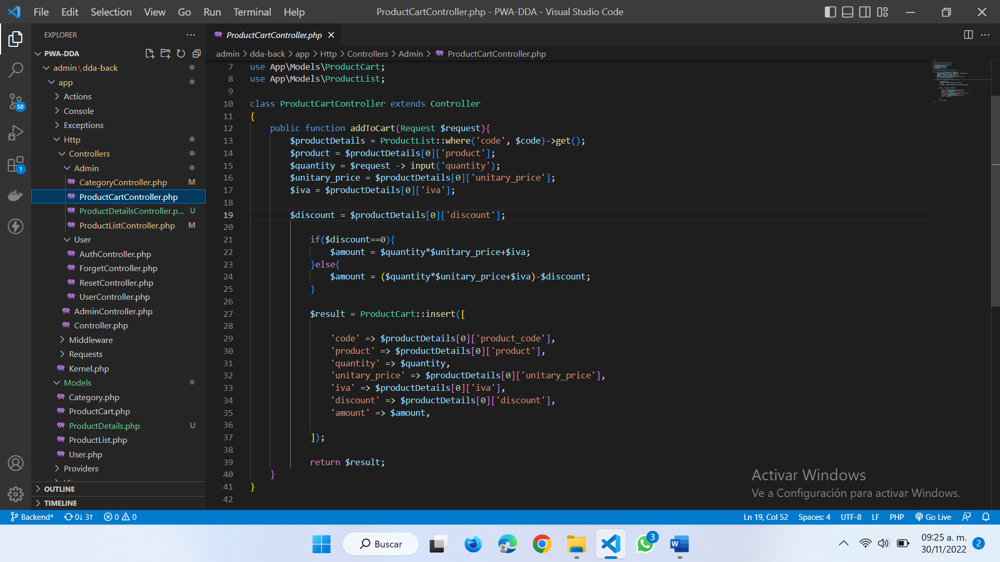 File Edit Selection View Go Run Terminal Help
ProductCartController.php - PWA-DDA - Visual Studio Code
EXPLORER
ProductCartController.php
PWA-DDA
admin > dda-back > app > Http > Controllers > Admin > ProductCartController.php
admin\dda-back
app
Actions
Console
Exceptions
Http
Controllers
Admin
CategoryController.php M
ProductCartController.php
ProductDetailsController.p... U
ProductListController.php M
User
AuthController.php
ForgetController.php
ResetController.php
UserController.php
AdminController.php
Controller.php
Middleware
Requests
Kernel.php
Models
Category.php
ProductCart.php
ProductDetails.php U
ProductList.php
User.php
Providers
OUTLINE
TIMELINE
50
1
7 use App\Models\ProductCart;
8 use App\Models\ProductList;
9
10 class ProductCartController extends Controller
11 {
12 public function addToCart(Request $request){
13 $productDetails = ProductList::where('code', $code)->get();
14 $product = $productDetails[0]['product'];
15 $quantity = $request -> input('quantity');
16 $unitary_price = $productDetails[0]['unitary_price'];
17 $iva = $productDetails[0]['iva'];
18
19 $discount = $productDetails[0]['discount'];
20
21 if($discount==0){
22 $amount = $quantity*$unitary_price+$iva;
23 }else{
24 $amount = ($quantity*$unitary_price+$iva)-$discount;
25 }
26
27 $result = ProductCart::insert([
28
29 'code' => $productDetails[0]['product_code'],
30 'product' => $productDetails[0]['product'],
31 'quantity' => $quantity,
32 'unitary_price' => $productDetails[0]['unitary_price'],
33 'iva' => $productDetails[0]['iva'],
34 'discount' => $productDetails[0]['discount'],
35 'amount' => $amount,
36
37 ]);
38
39 return $result;
40 }
41 }
42
Activar Windows
Ve a Configuración para activar Windows.
Backend* 0↓ 3↑ 0 0
Ln 19, Col 52 Spaces: 4 UTF-8 LF PHP Go Live
Buscar
3
09:25 a. m.
30/11/2022
2